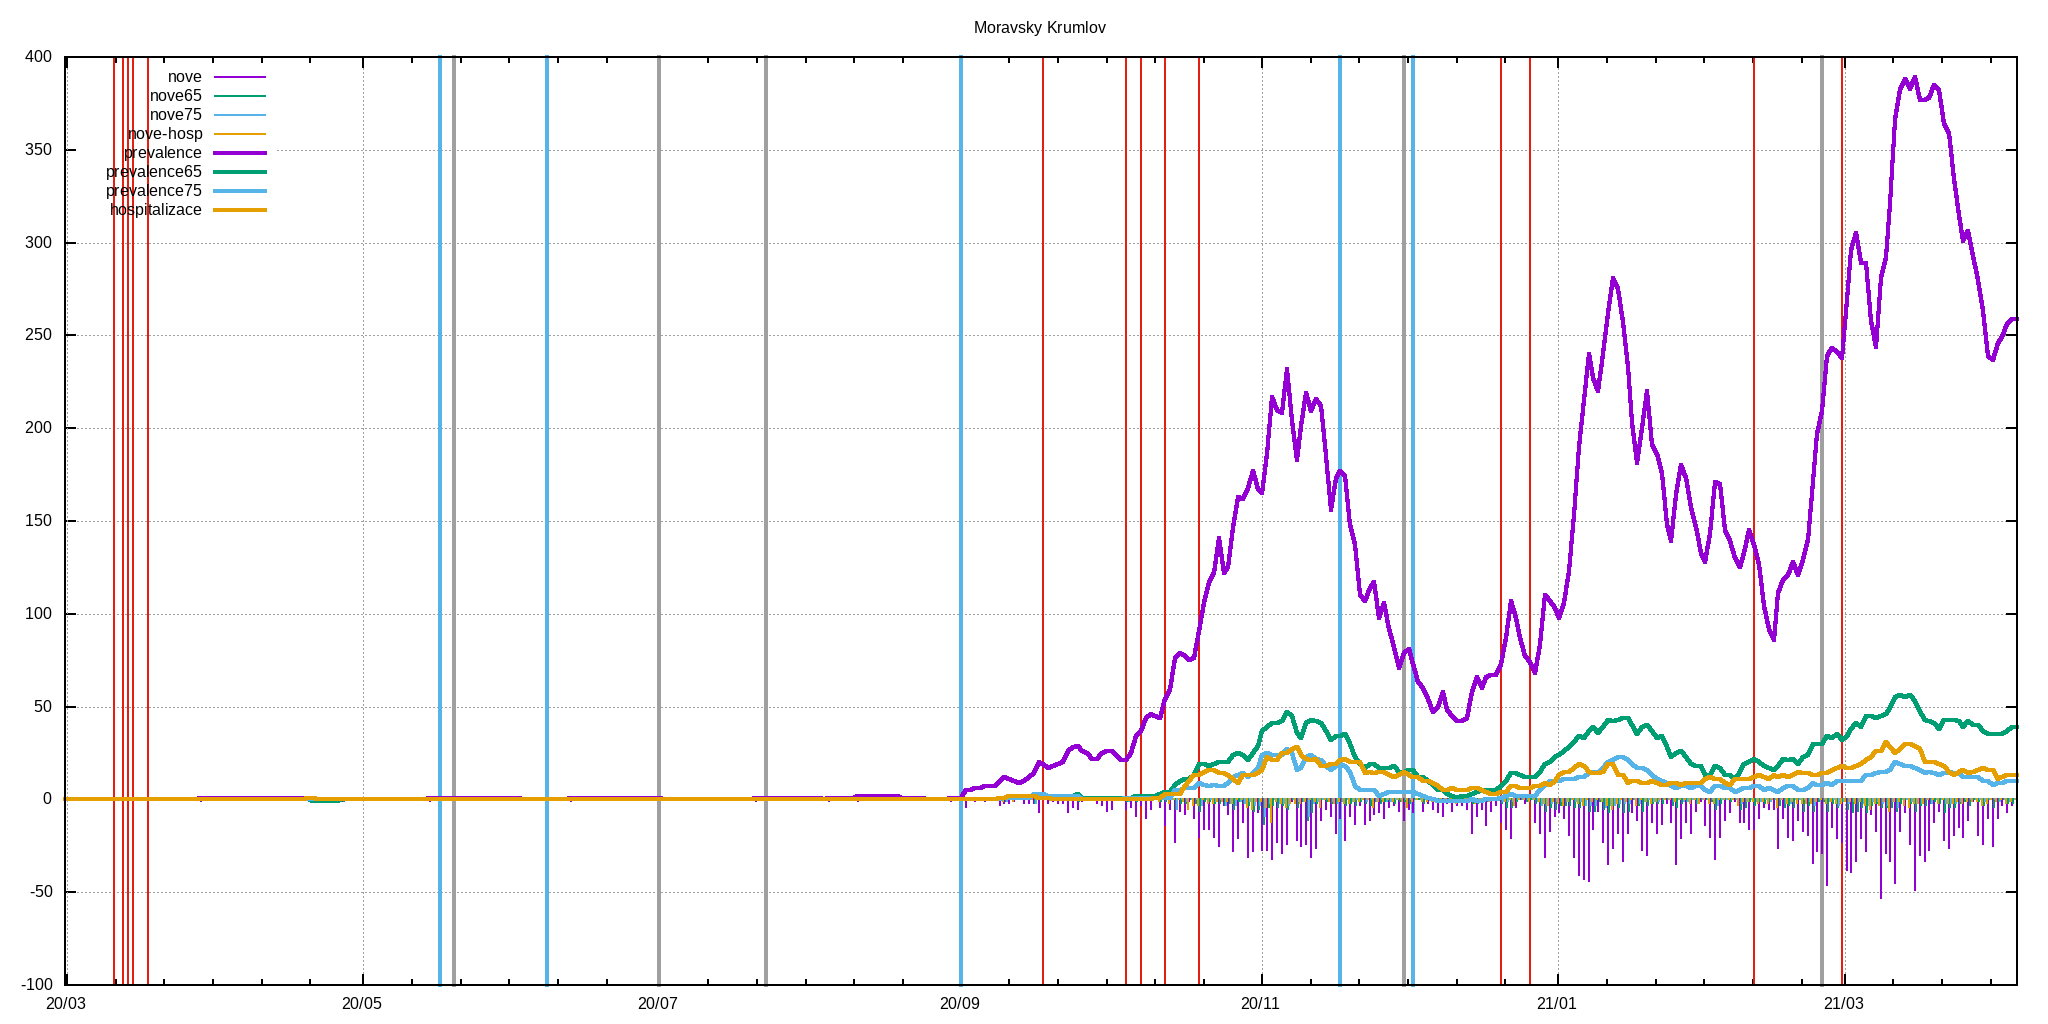 Moravsky Krumlov
400
350
300
250
200
150
100
50
0
-50
-100
nove
nove65
nove75
nove-hosp
prevalence
prevalence65
prevalence75
hospitalizace
20/03 20/05 20/07 20/09 20/11 21/01 21/03